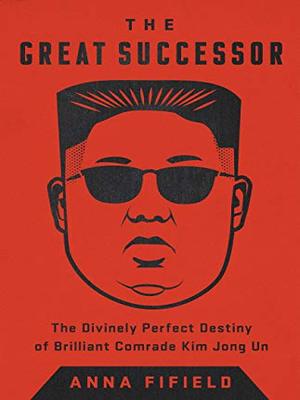 THE
GREAT SUCCESSOR
The Divinely Perfect Destiny
of Brilliant Comrade Kim Jong Un
ANNA FIFIELD